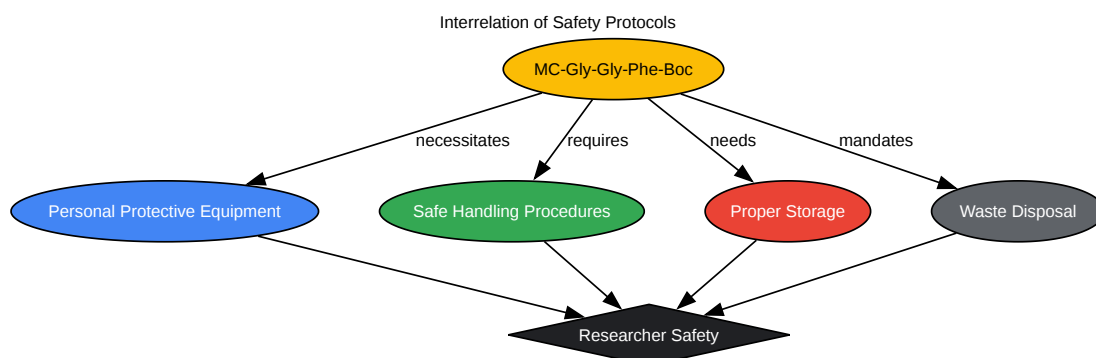 Interrelation of Safety Protocols
MC-Gly-Gly-Phe-Boc
necessitates
requires
needs
mandates
Personal Protective Equipment
Safe Handling Procedures
Proper Storage
Waste Disposal
Researcher Safety